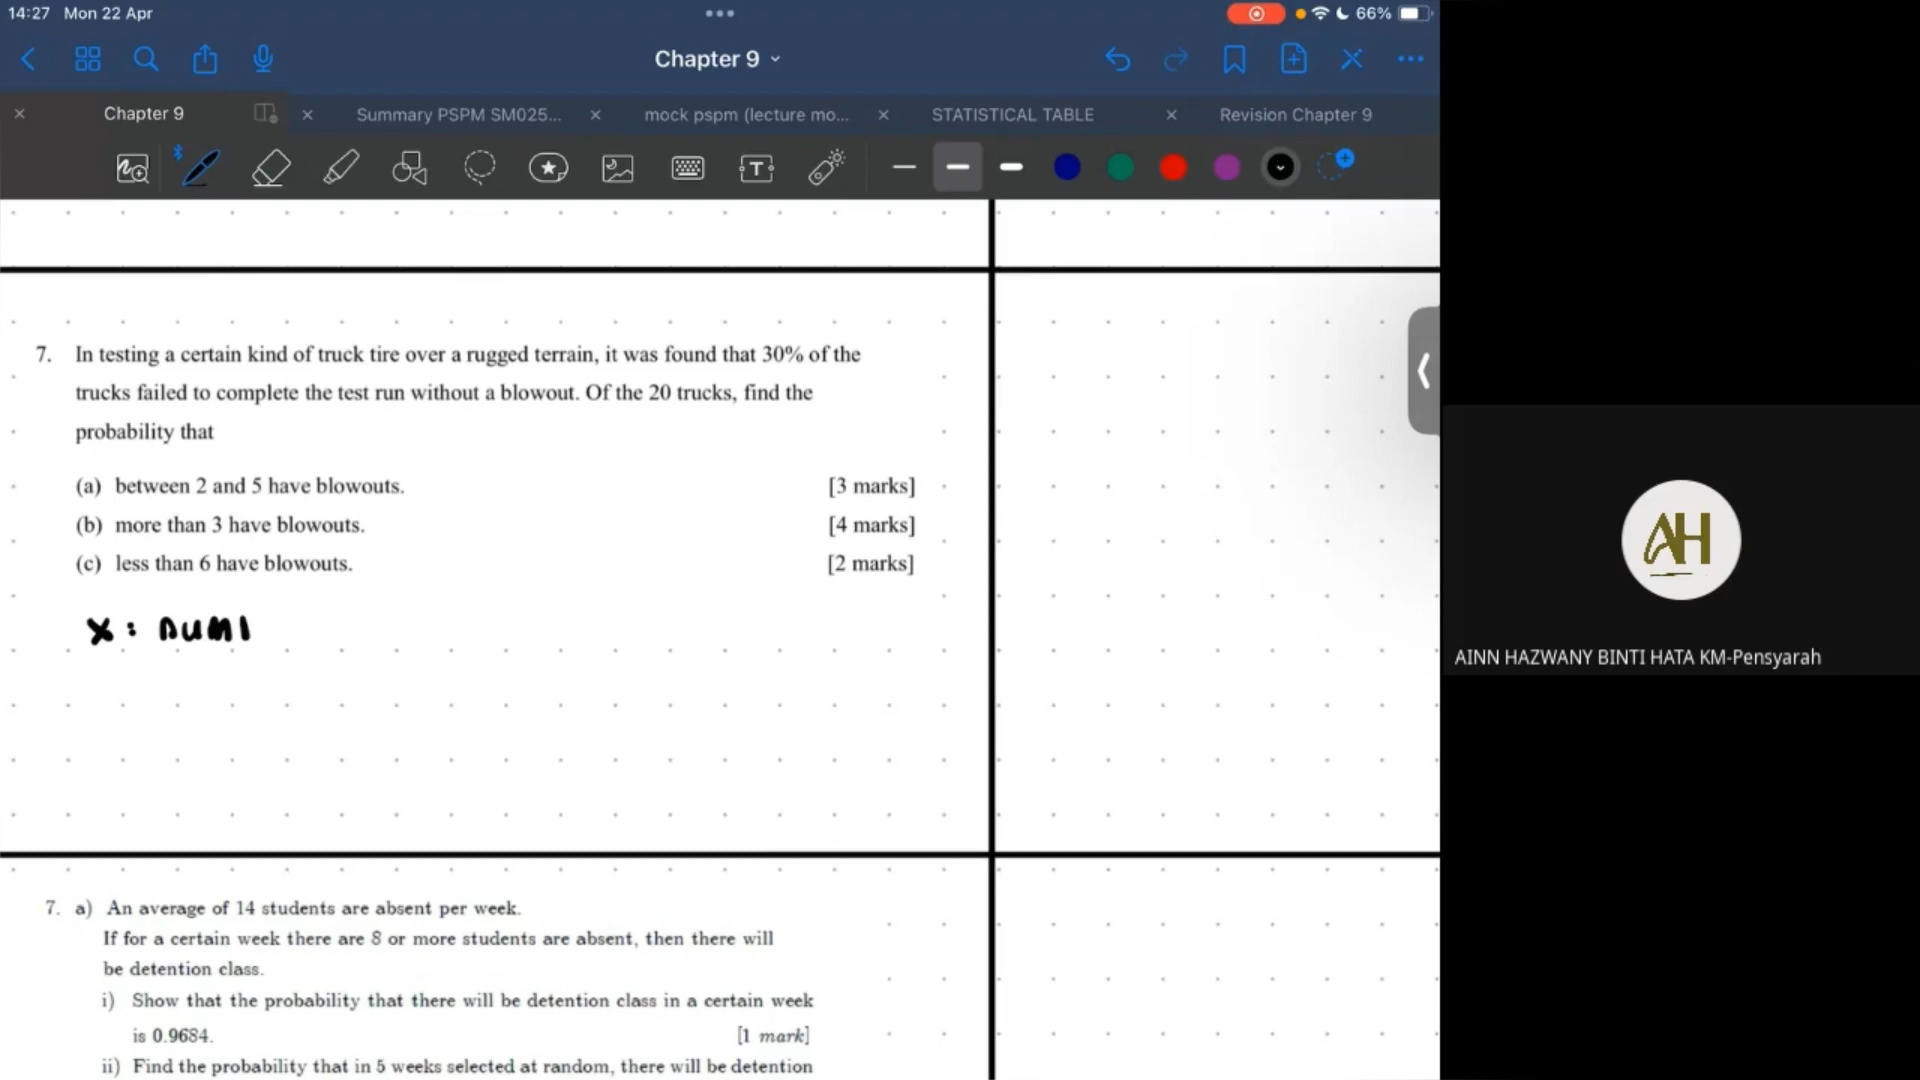 14:27 Mon 22 Apr
66%
Chapter 9
Chapter 9
Summary PSPM SM025...
mock pspm (lecture mo...
STATISTICAL TABLE
Revision Chapter 9
T
7. In testing a certain kind of truck tire over a rugged terrain, it was found that 30% of the
trucks failed to complete the test run without a blowout. Of the 20 trucks, find the
probability that
(a) between 2 and 5 have blowouts. [3 marks]
(b) more than 3 have blowouts. [4 marks]
(c) less than 6 have blowouts. [2 marks]
X : numb
7. a) An average of 14 students are absent per week.
If for a certain week there are 8 or more students are absent, then there will
be detention class.
i) Show that the probability that there will be detention class in a certain week
is 0.9684. [1 mark]
ii) Find the probability that in 5 weeks selected at random, there will be detention
AH
AINN HAZWANY BINTI HATA KM-Pensyarah